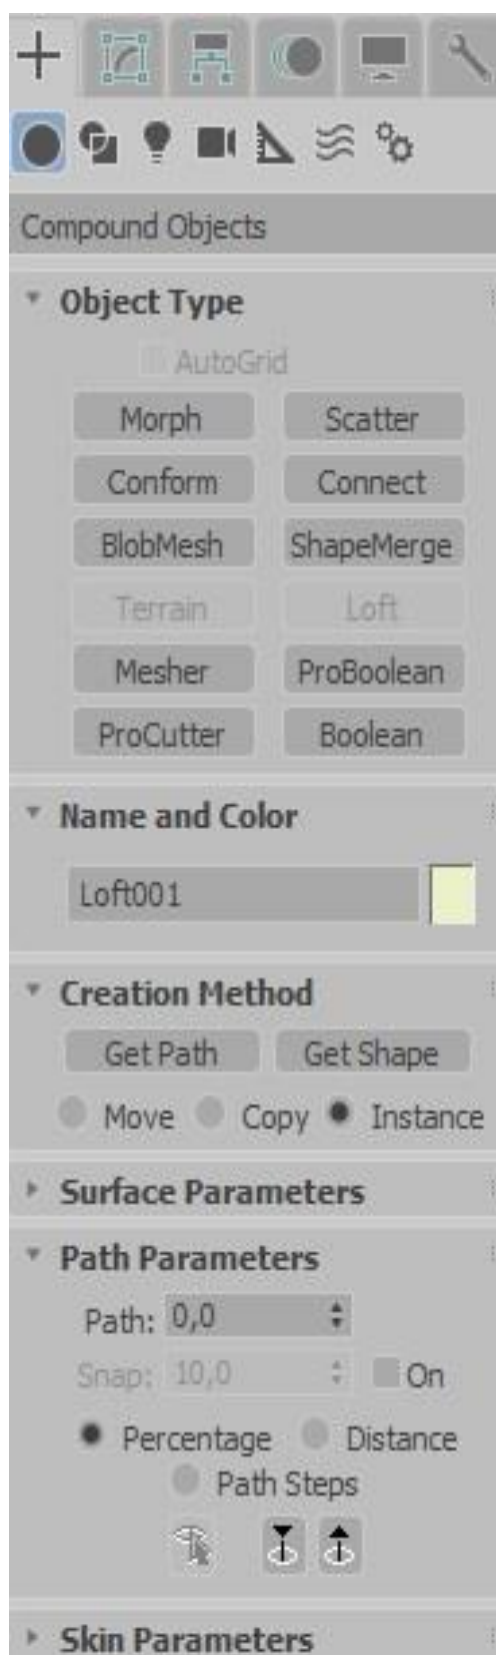 Compound Objects
Object Type
AutoGrid
Morph Scatter
Conform Connect
BlobMesh ShapeMerge
Terrain Loft
Mesher ProBoolean
ProCutter Boolean
Name and Color
Loft001
Creation Method
Get Path Get Shape
Move Copy Instance
Surface Parameters
Path Parameters
Path: 0,0
Snap: 10,0 On
Percentage Distance
Path Steps
Skin Parameters